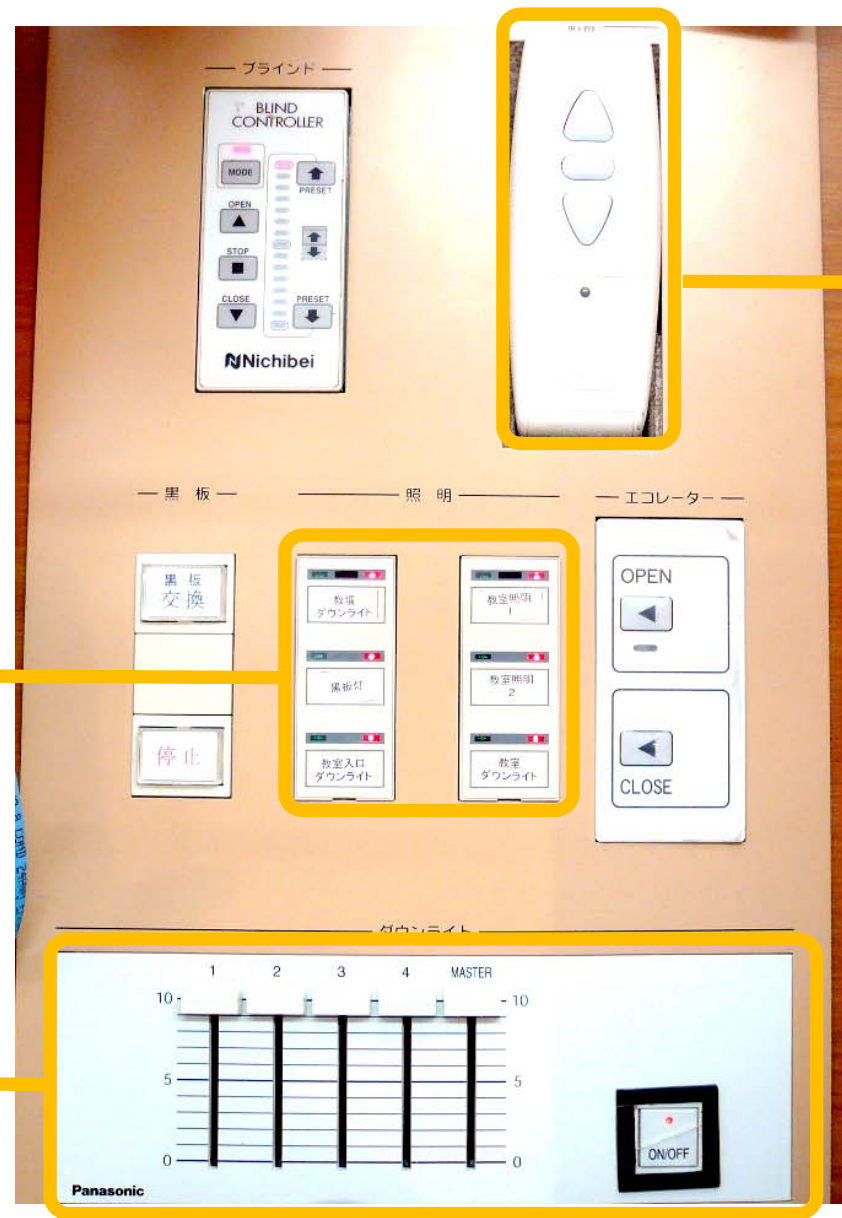 ブラインド
BLIND
CONTROLLER
MODE
PRESET
OPEN
STOP
CLOSE
PRESET
Nichibei
黒板
照明
エコレーター
黒板
交換
停止
教壇
ダウンライト
黒板灯
教室入口
ダウンライト
教室照明
1
教室照明
2
教室
ダウンライト
OPEN
CLOSE
ダウンライト
1 2 3 4 MASTER
10 10
5 5
0 0
ON/OFF
Panasonic